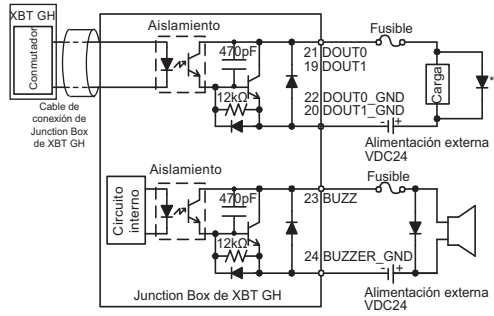 XBT GH
Conmutador
Cable de
conexión de
Junction Box
de XBT GH
Aislamiento
470pF
12kΩ
21 DOUT0
19 DOUT1
22 DOUT0_GND
20 DOUT1_GND
Fusible
Carga
*
- +
Alimentación externa
VDC24
Aislamiento
Circuito
interno
470pF
12kΩ
23 BUZZ
24 BUZZER_GND
Fusible
- +
Alimentación externa
VDC24
Junction Box de XBT GH